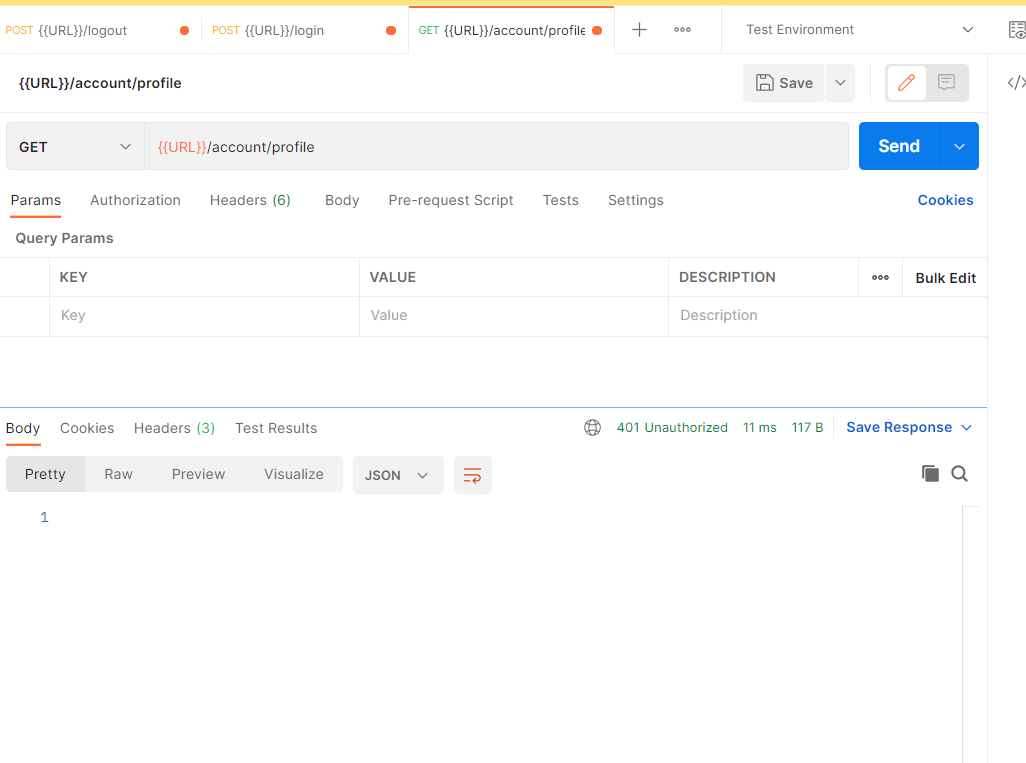 POST {{URL}}/logout POST {{URL}}/login GET {{URL}}/account/profile Test Environment
{{URL}}/account/profile Save
GET {{URL}}/account/profile Send
Params Authorization Headers (6) Body Pre-request Script Tests Settings Cookies
Query Params
KEY VALUE DESCRIPTION Bulk Edit
Key Value Description
Body Cookies Headers (3) Test Results 401 Unauthorized 11 ms 117 B Save Response
Pretty Raw Preview Visualize JSON
1